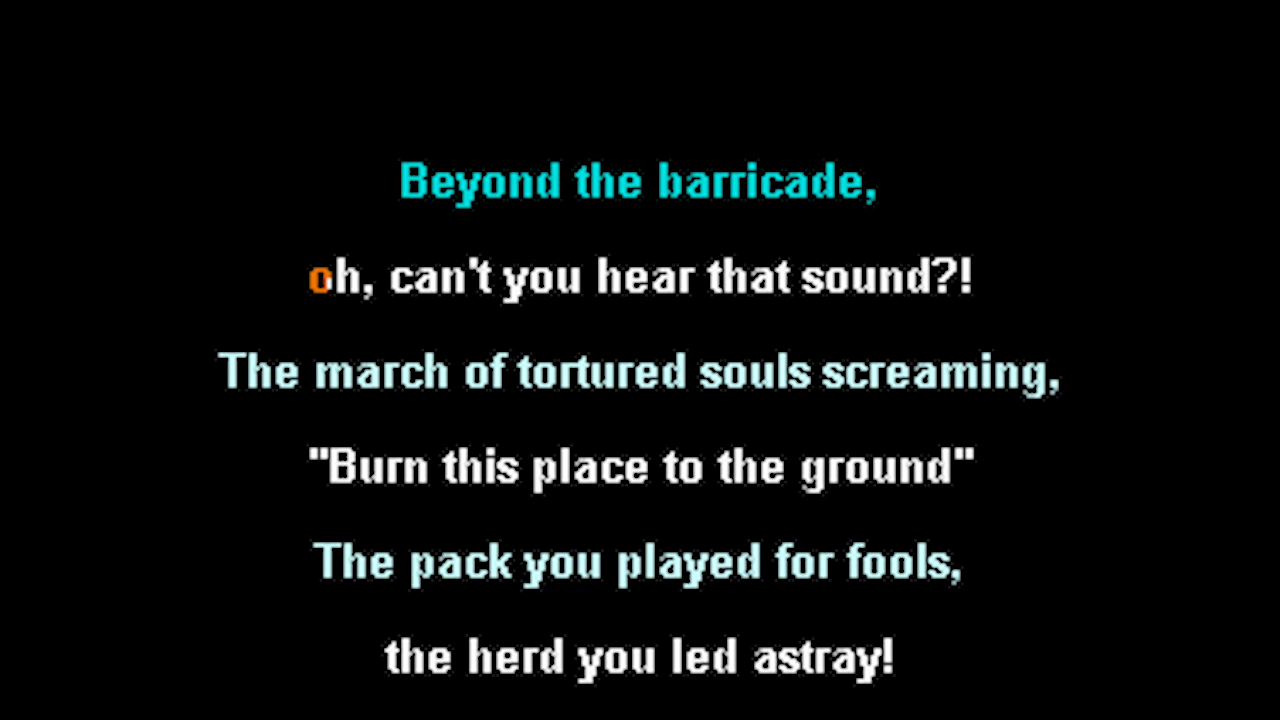 Beyond the barricade,
oh, can't you hear that sound?!
The march of tortured souls screaming,
"Burn this place to the ground"
The pack you played for fools,
the herd you led astray!